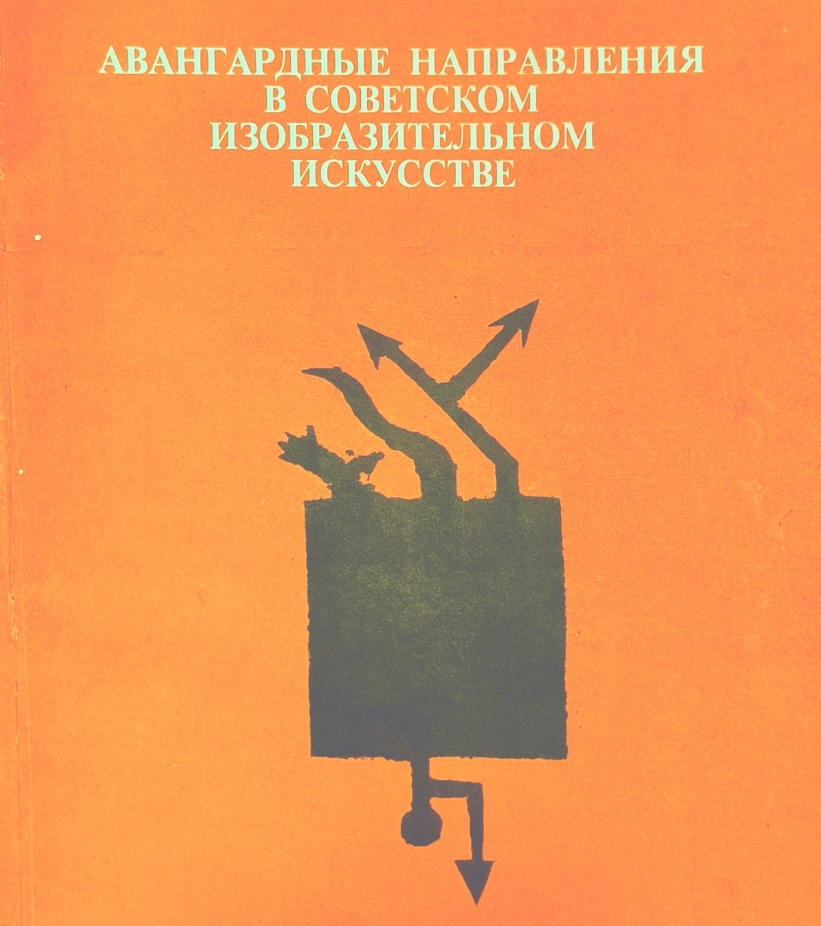 АВАНГАРДНЫЕ НАПРАВЛЕНИЯ
В СОВЕТСКОМ
ИЗОБРАЗИТЕЛЬНОМ
ИСКУССТВЕ